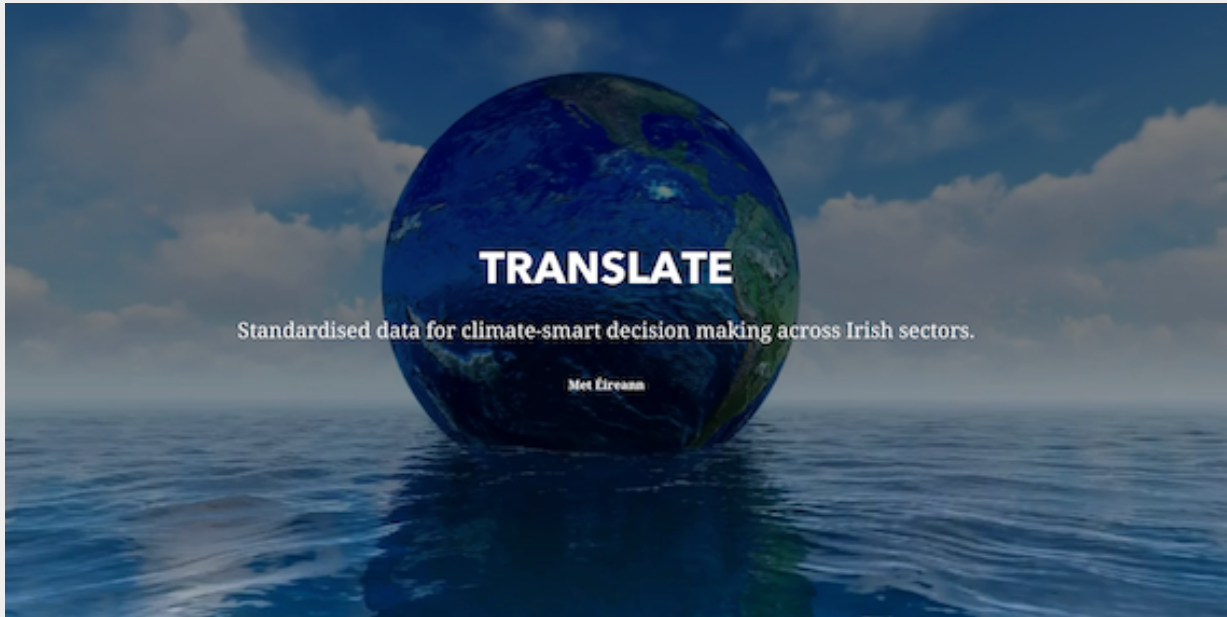 TRANSLATE
Standardised data for climate-smart decision making across Irish sectors.
Met Éireann